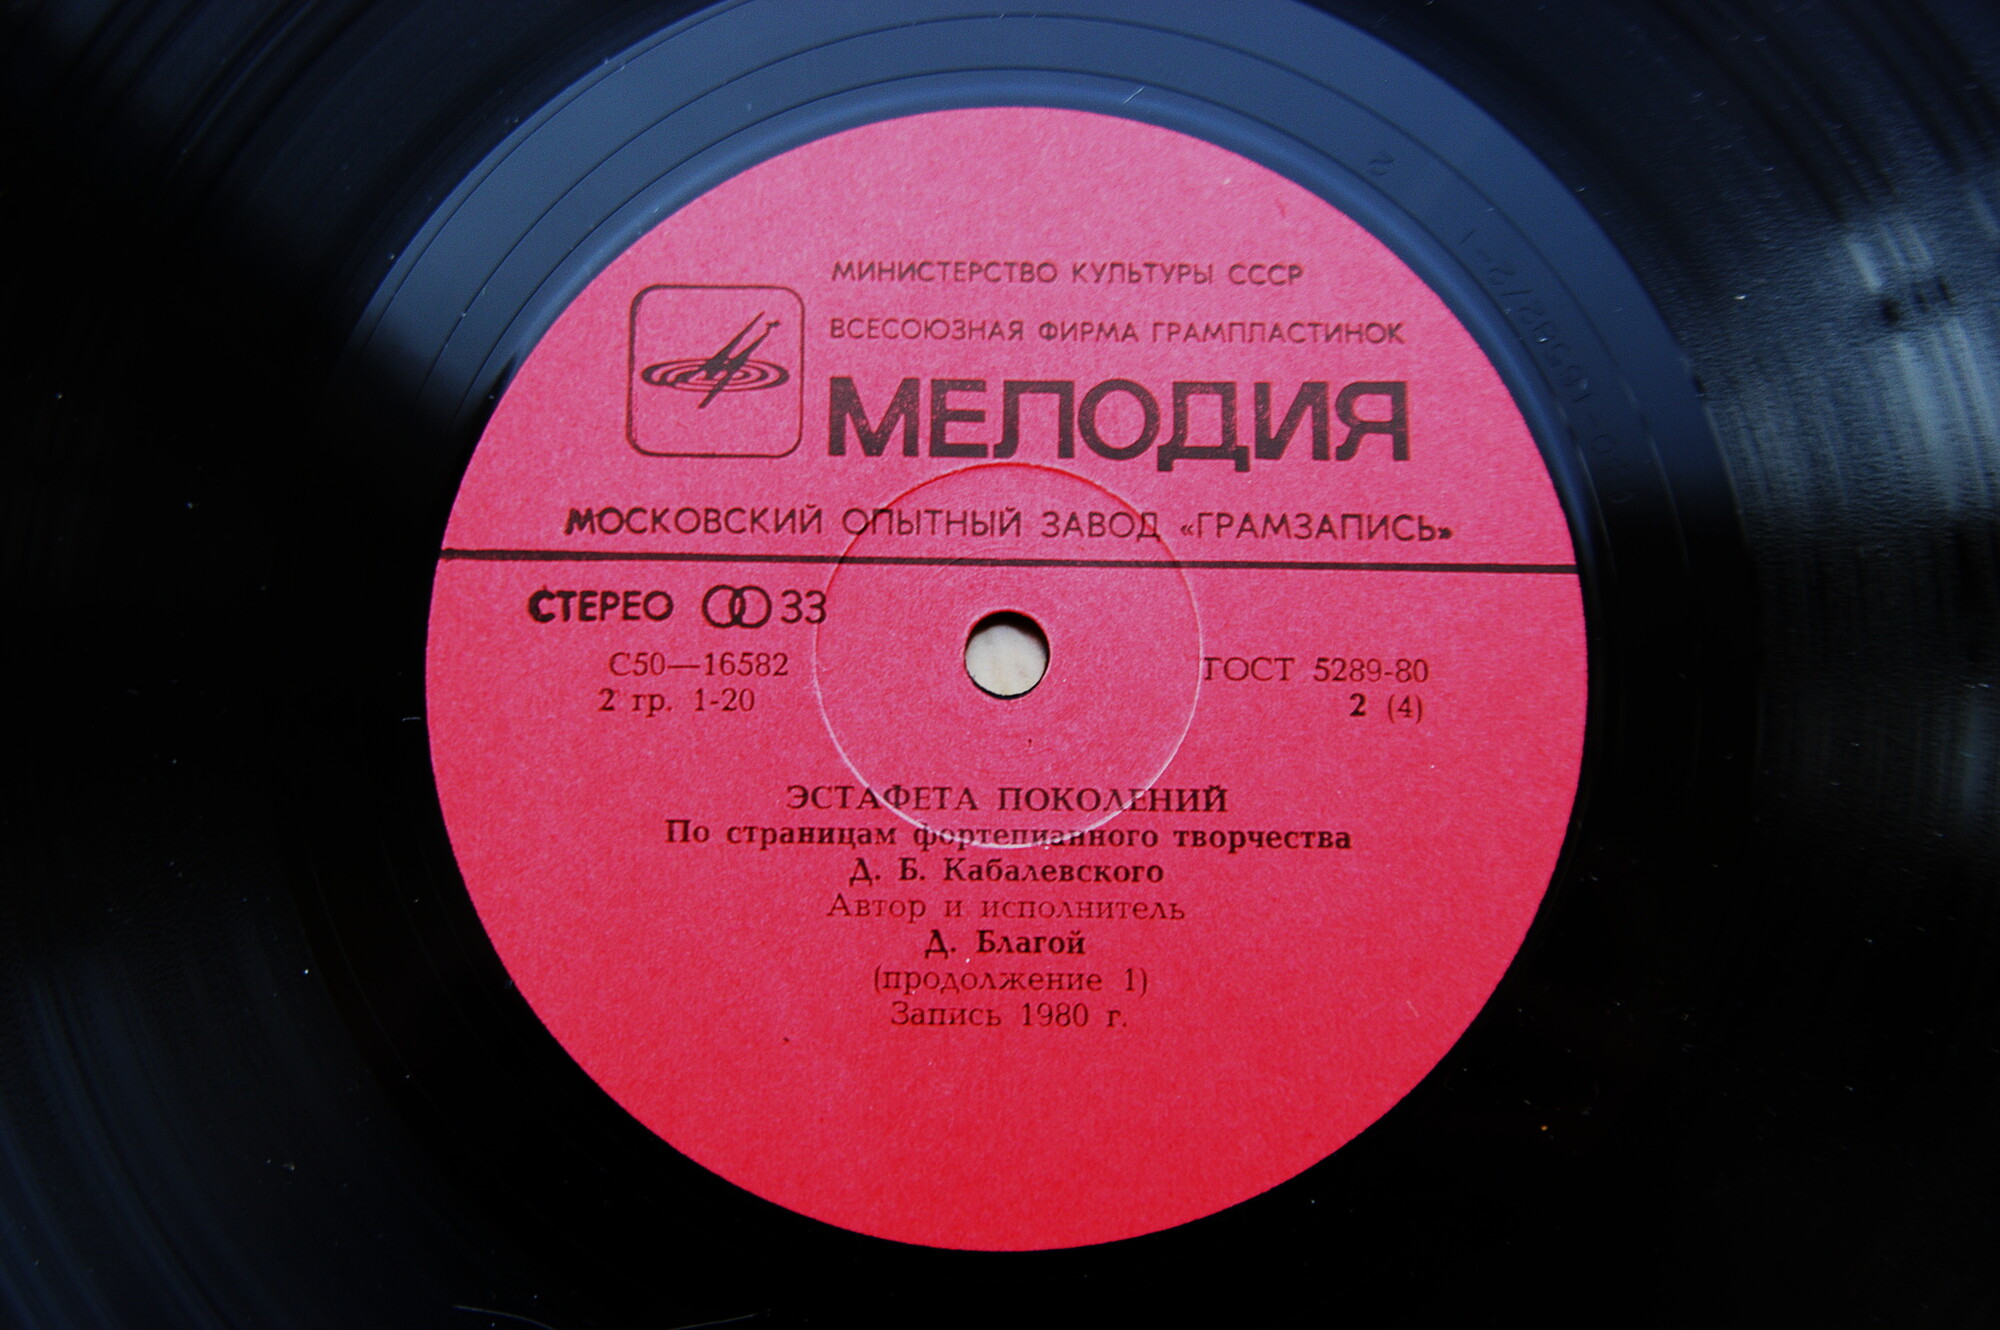 МИНИСТЕРСТВО КУЛЬТУРЫ СССР
ВСЕСОЮЗНАЯ ФИРМА ГРАМПЛАСТИНОК
МЕЛОДИЯ
МОСКОВСКИЙ ОПЫТНЫЙ ЗАВОД «ГРАМЗАПИСЬ»
СТЕРЕО 33
С50—16582
2 гр. 1-20
ГОСТ 5289-80
2 (4)
ЭСТАФЕТА ПОКОЛЕНИЙ
По страницам фортепианного творчества
Д. Б. Кабалевского
Автор и исполнитель
Д. Благой
(продолжение 1)
Запись 1980 г.